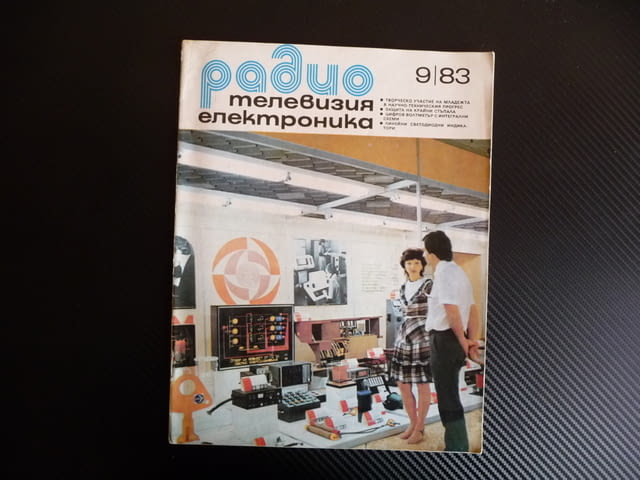 радио
телевизия
електроника
9|83
• ТВОРЧЕСКО УЧАСТИЕ НА МЛАДЕЖТА
В НАУЧНО-ТЕХНИЧЕСКИЯ ПРОГРЕС
• ЗАЩИТА НА КРАЙНИ СТЪПАЛА
• ЦИФРОВ ВОЛТМЕТЪР С ИНТЕГРАЛНИ
СХЕМИ
• ЛИНЕЙНИ СВЕТОДИОДНИ ИНДИКА-
ТОРИ